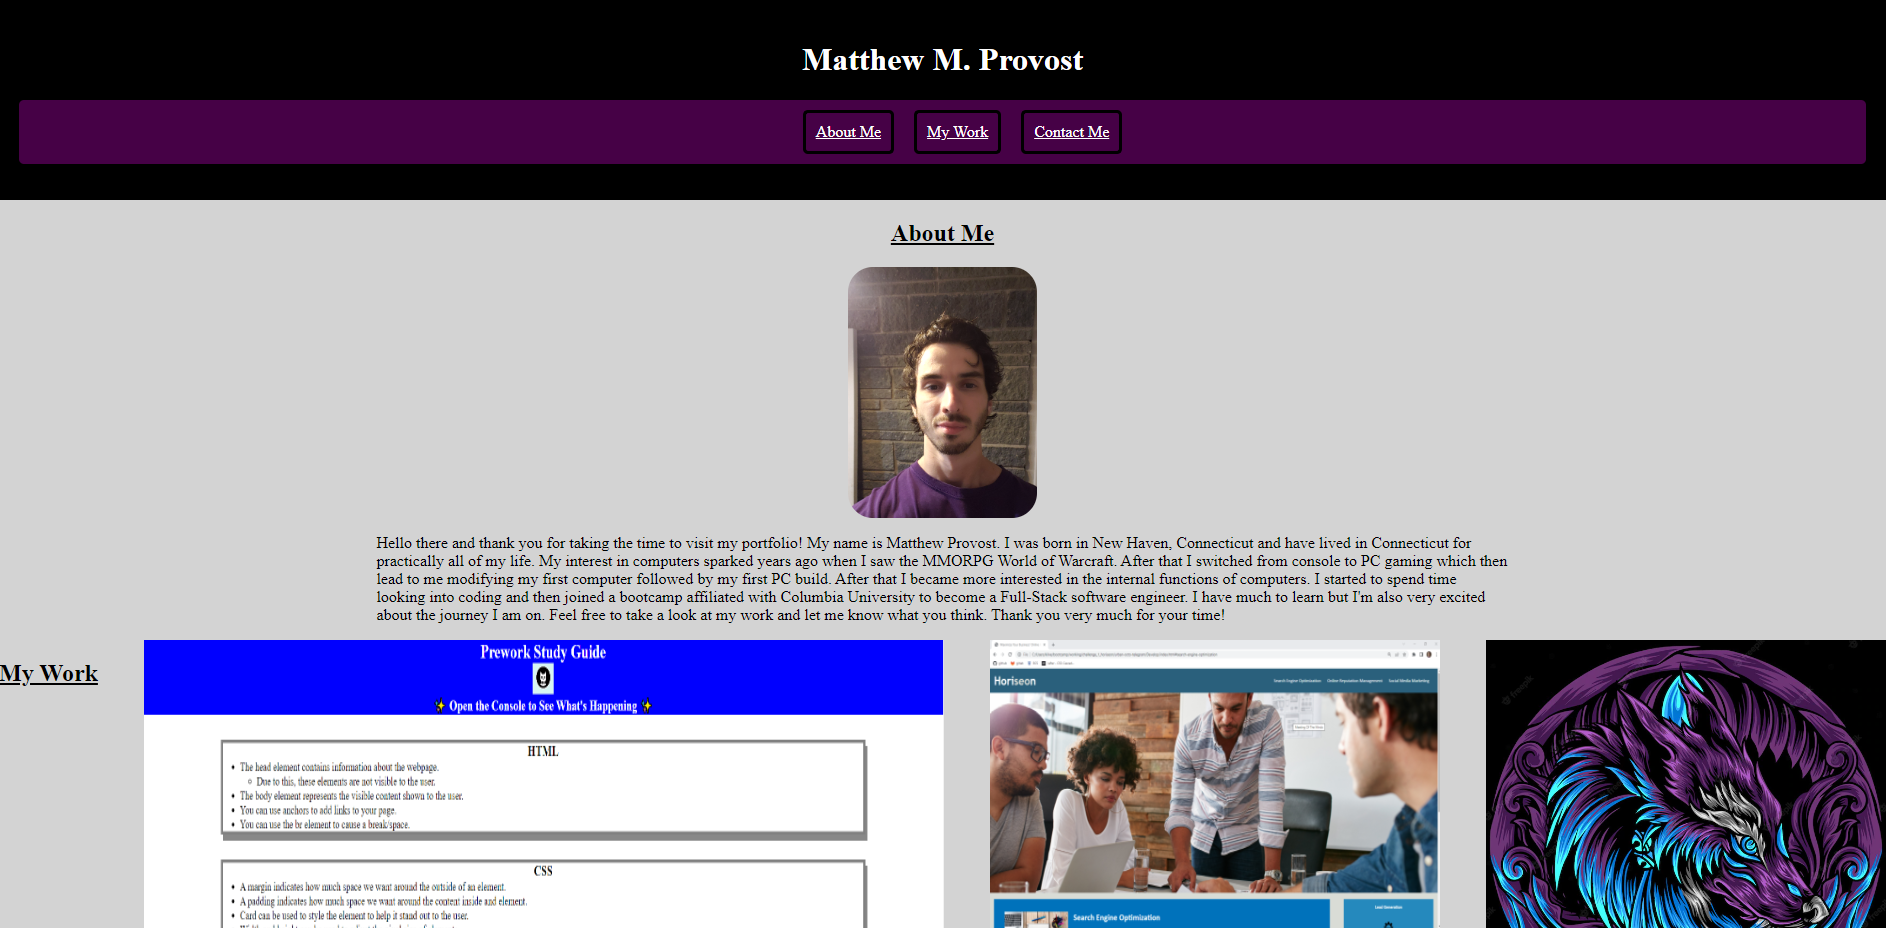 Matthew M. Provost
About Me
My Work
Contact Me
About Me
Hello there and thank you for taking the time to visit my portfolio! My name is Matthew Provost. I was born in New Haven, Connecticut and have lived in Connecticut for
practically all of my life. My interest in computers sparked years ago when I saw the MMORPG World of Warcraft. After that I switched from console to PC gaming which then
lead to me modifying my first computer followed by my first PC build. After that I became more interested in the internal functions of computers. I started to spend time
looking into coding and then joined a bootcamp affiliated with Columbia University to become a Full-Stack software engineer. I have much to learn but I'm also very excited
about the journey I am on. Feel free to take a look at my work and let me know what you think. Thank you very much for your time!
My Work
Prework Study Guide
✨ Open the Console to See What's Happening ✨
HTML
The head element contains information about the webpage.
Due to this, these elements are not visible to the user.
The body element represents the visible content shown to the user.
You can use anchors to add links to your page.
You can use the br element to cause a break/space.
CSS
A margin indicates how much space we want around the outside of an element.
A padding indicates how much space we want around the content inside and element.
Card can be used to style the element to help it stand out to the user.
Horiseon
Search Engine Optimization
Online Reputation Management
Social Media Marketing
Search Engine Optimization
Lead Generation
freepik